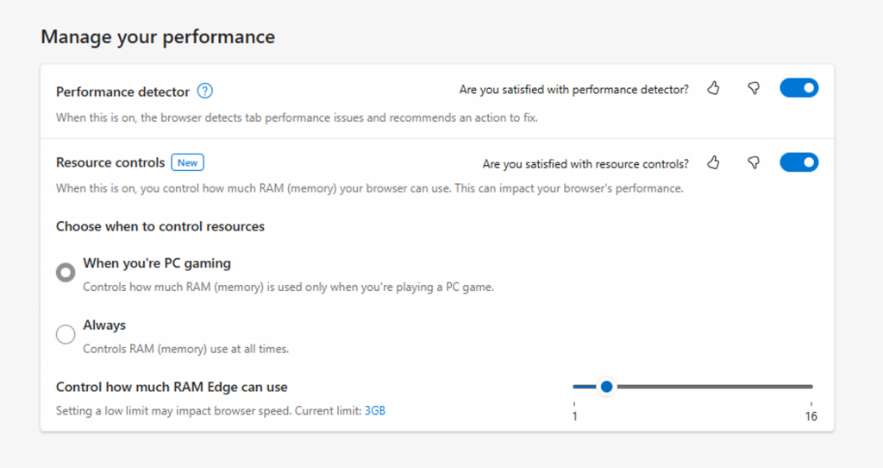 Manage your performance
Performance detector ? Are you satisfied with performance detector?
When this is on, the browser detects tab performance issues and recommends an action to fix.
Resource controls New Are you satisfied with resource controls?
When this is on, you control how much RAM (memory) your browser can use. This can impact your browser's performance.
Choose when to control resources
When you're PC gaming
Controls how much RAM (memory) is used only when you're playing a PC game.
Always
Controls RAM (memory) use at all times.
Control how much RAM Edge can use
Setting a low limit may impact browser speed. Current limit: 3GB
1 16